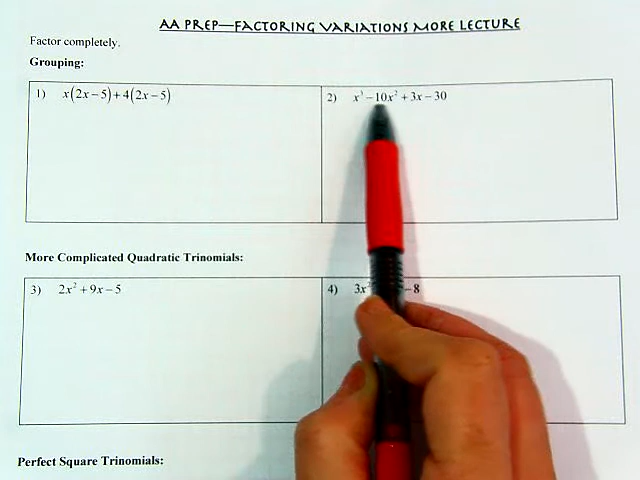 AA PREP—FACTORING VARIATIONS MORE LECTURE
Factor completely.
Grouping:
1) x(2x-5)+4(2x-5)
2) x³-10x²+3x-30
More Complicated Quadratic Trinomials:
3) 2x²+9x-5
4) 3x² -8
Perfect Square Trinomials: